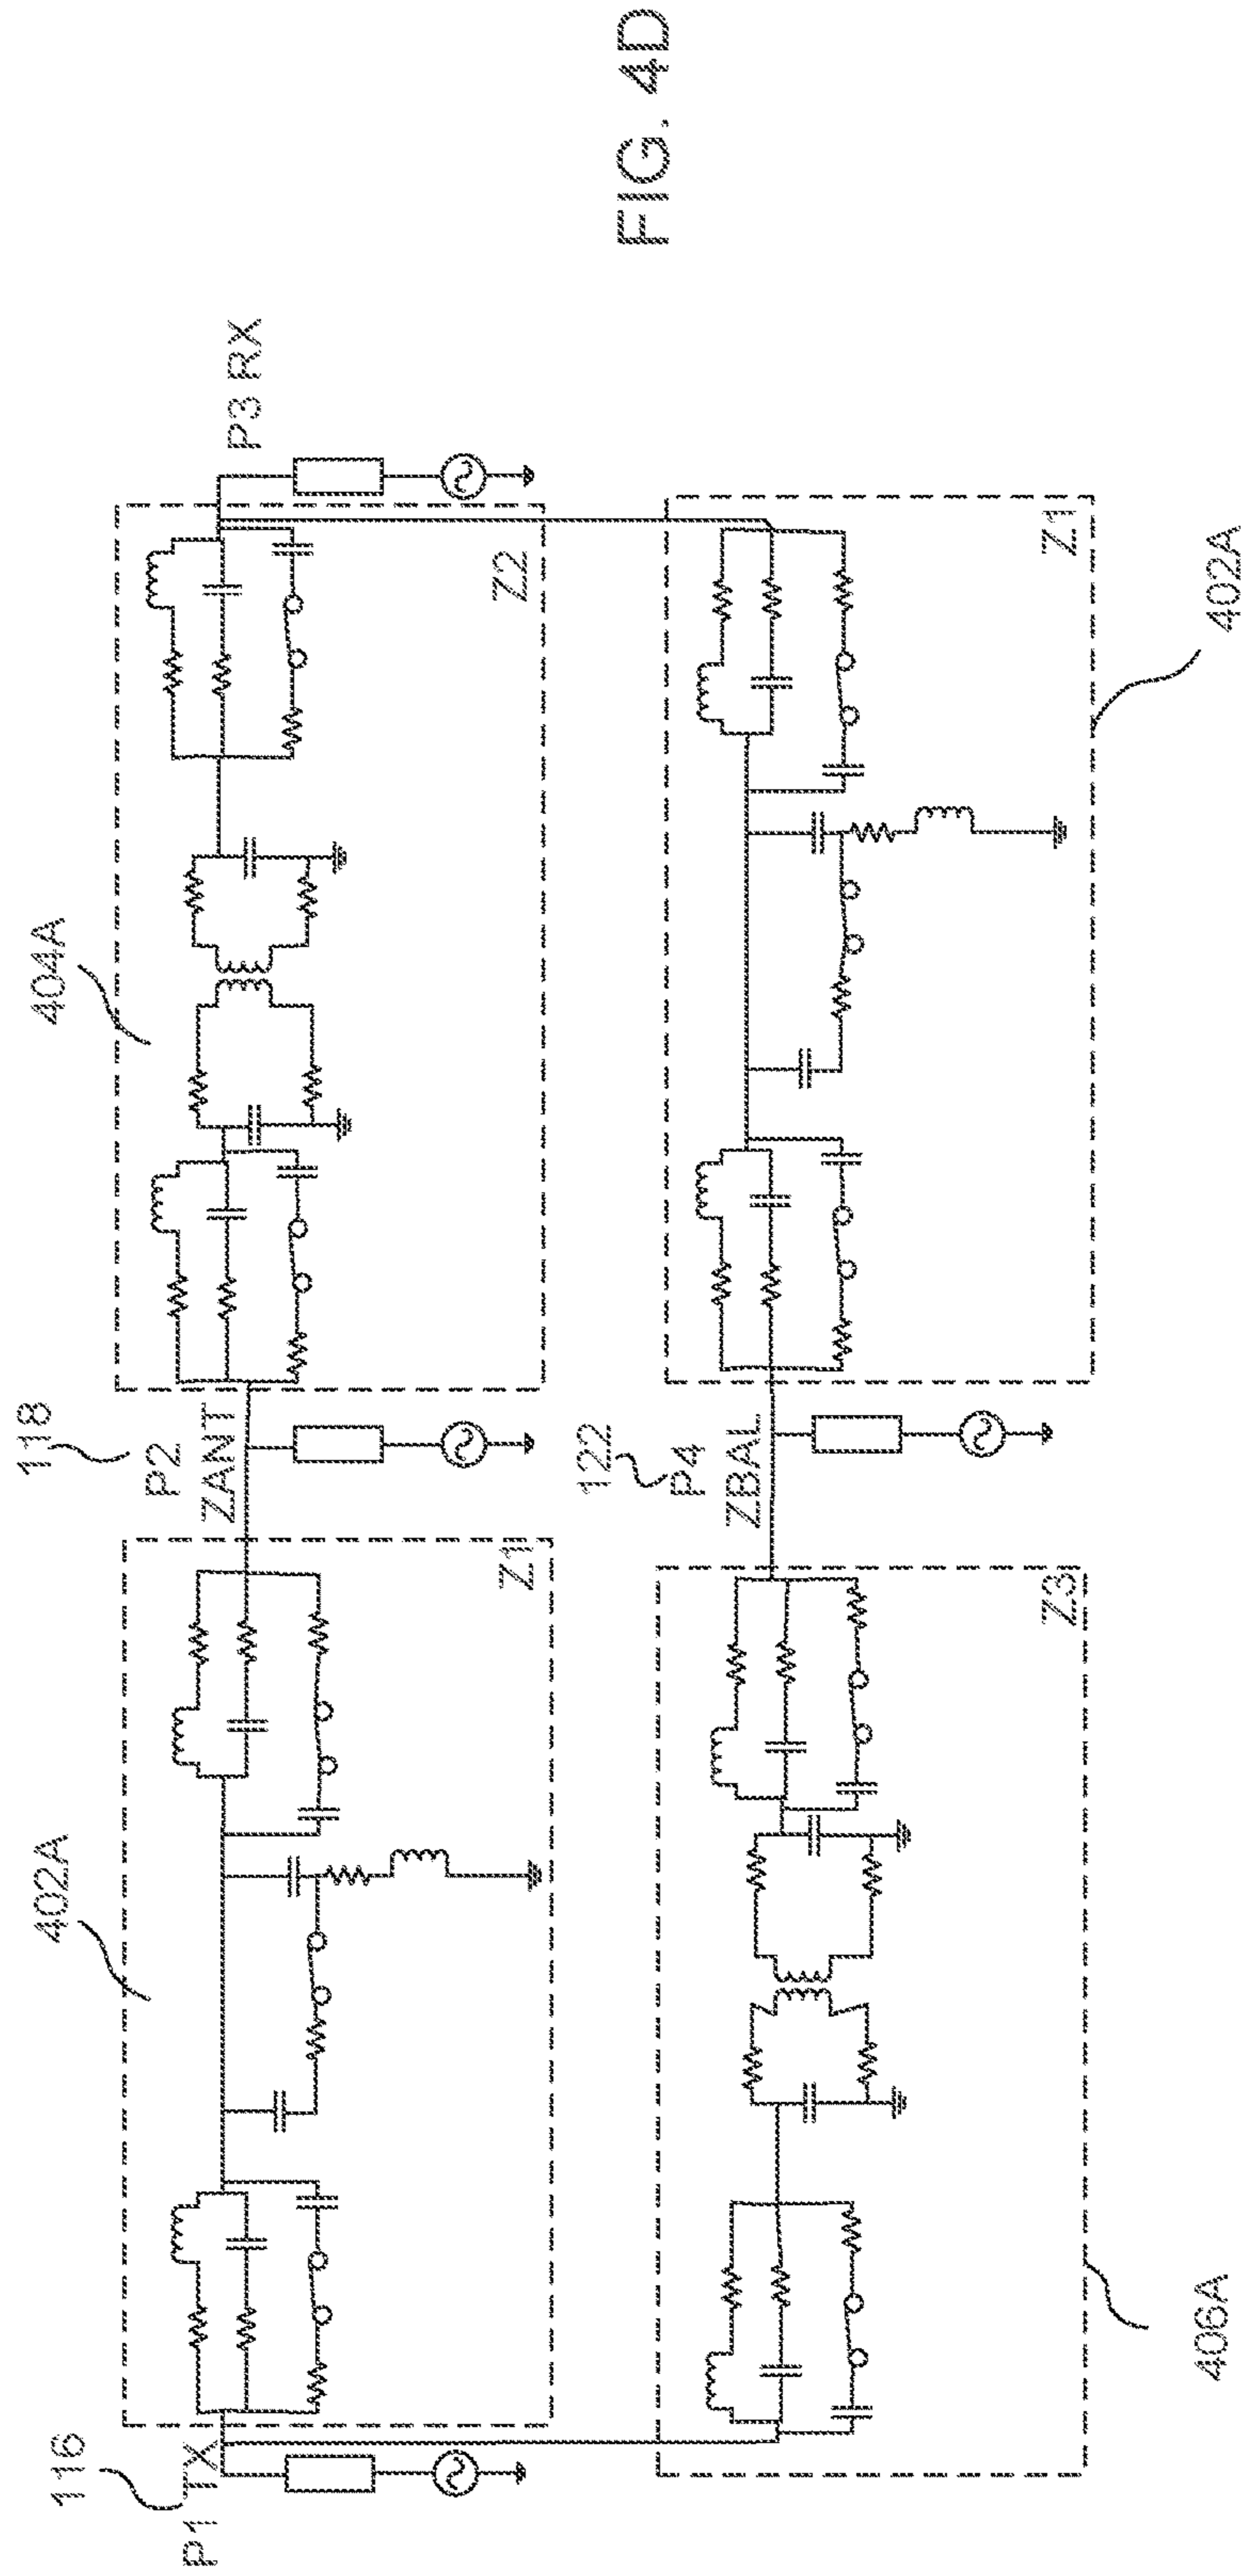 FIG. 4D
P1 TX
116
402A
Z1
118
P2
ZANT
404A
Z2
P3 RX
Z3
406A
122
P4
ZBAL
Z1
402A